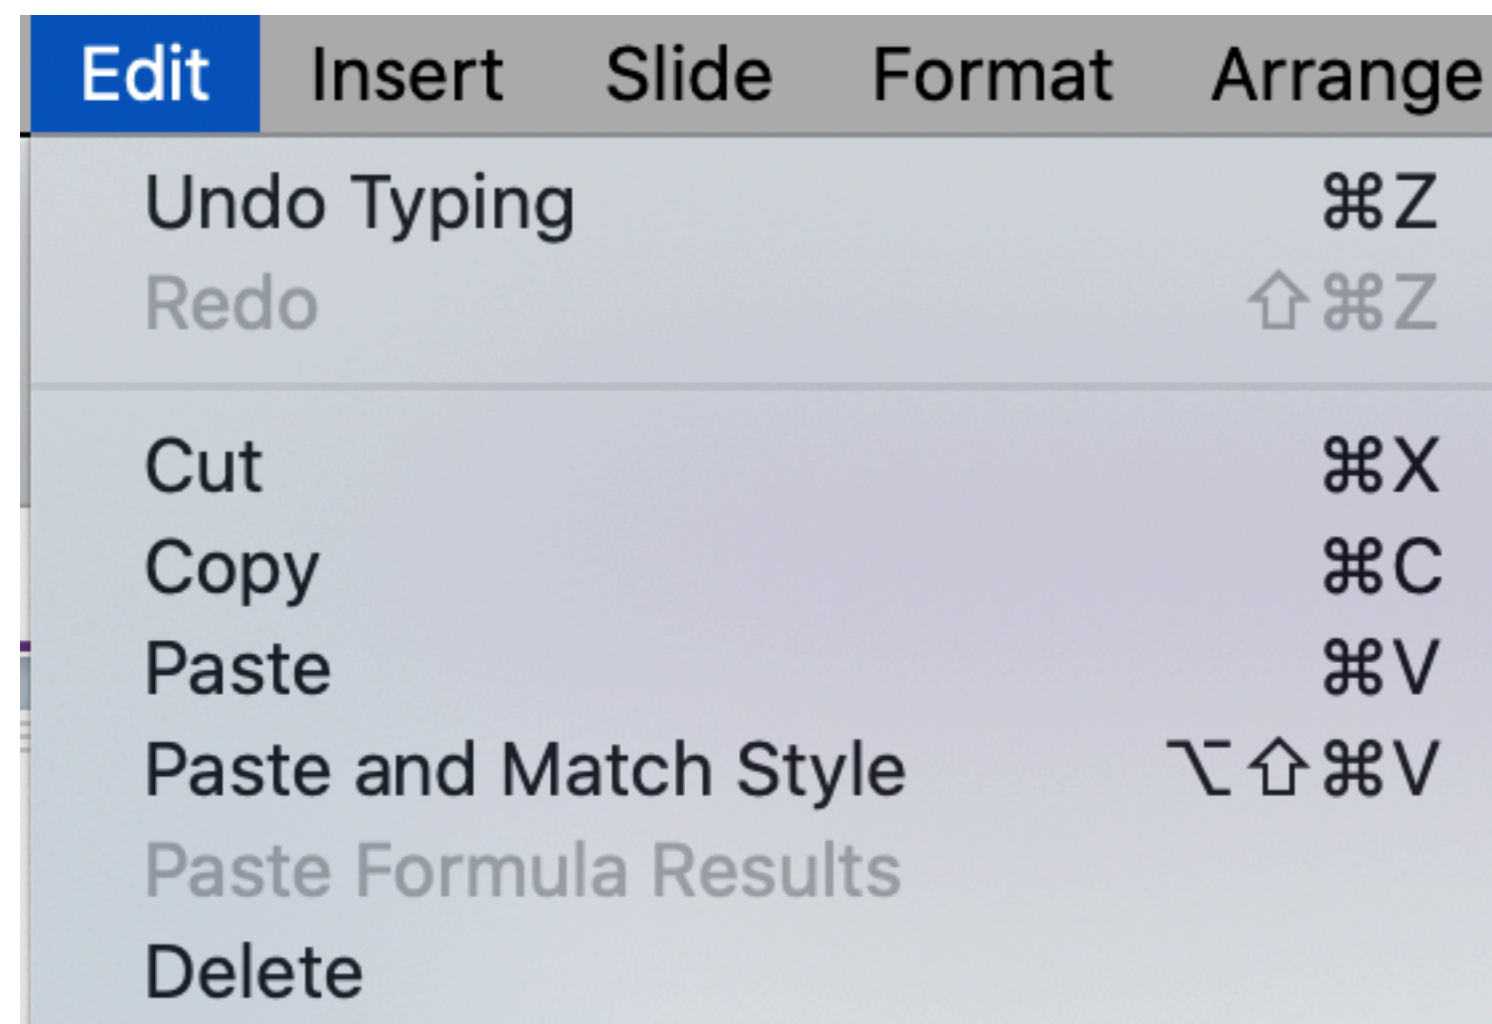 Edit Insert Slide Format Arrange
Undo Typing ⌘Z
Redo ⇧⌘Z
Cut ⌘X
Copy ⌘C
Paste ⌘V
Paste and Match Style ⌥⇧⌘V
Paste Formula Results
Delete